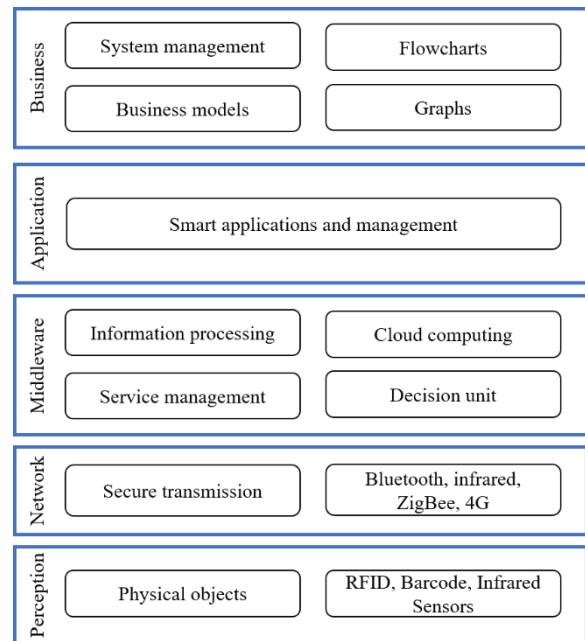 Business
System management
Flowcharts
Business models
Graphs
Application
Smart applications and management
Middleware
Information processing
Cloud computing
Service management
Decision unit
Network
Secure transmission
Bluetooth, infrared,
ZigBee, 4G
Perception
Physical objects
RFID, Barcode, Infrared
Sensors